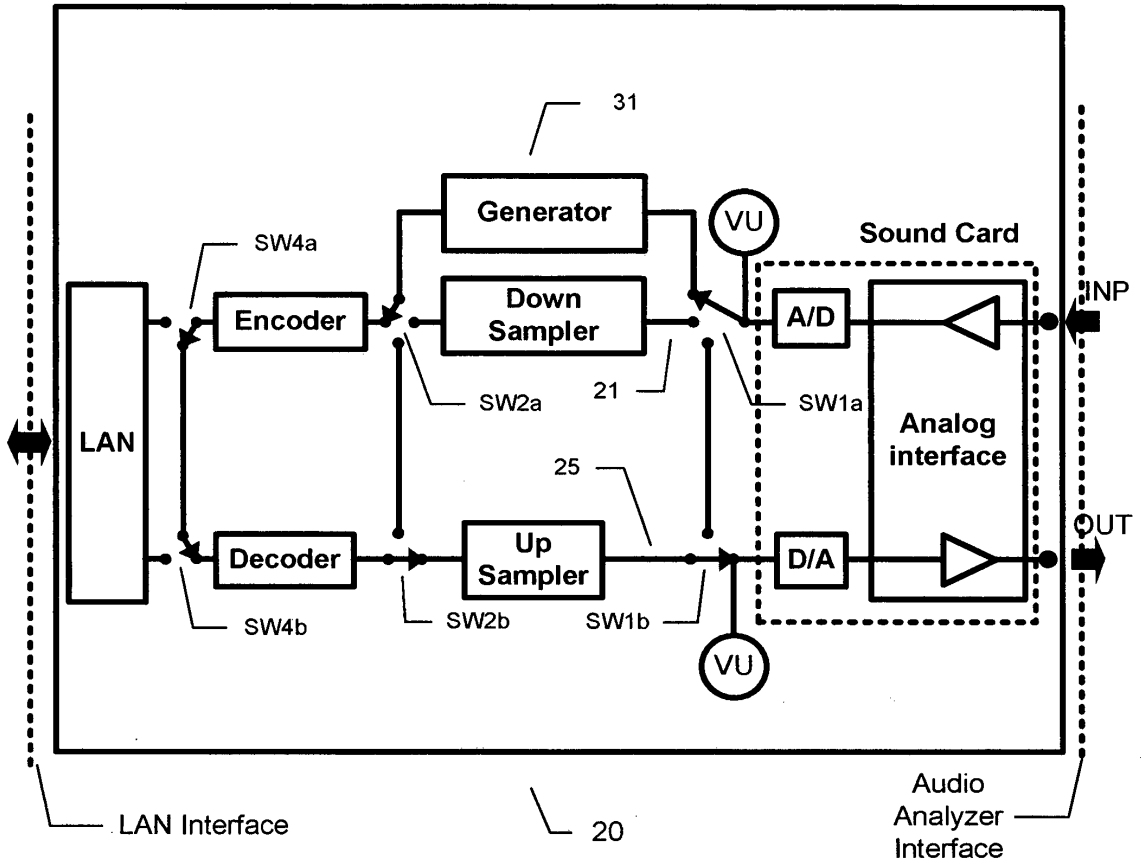 31
Generator
VU
Sound Card
SW4a
INP
Encoder
Down
Sampler
A/D
SW2a
21
SW1a
LAN
Analog
interface
25
OUT
Decoder
Up
Sampler
D/A
SW4b
SW2b
SW1b
VU
LAN Interface
20
Audio
Analyzer
Interface